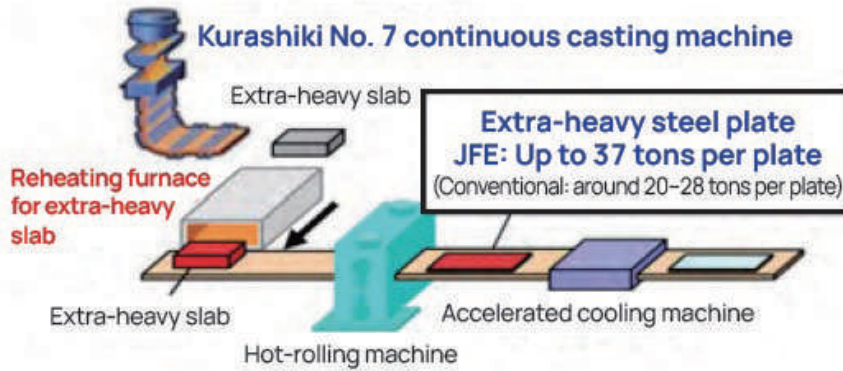 Kurashiki No. 7 continuous casting machine
Extra-heavy slab
Extra-heavy steel plate
JFE: Up to 37 tons per plate
(Conventional: around 20–28 tons per plate)
Reheating furnace
for extra-heavy
slab
Extra-heavy slab
Accelerated cooling machine
Hot-rolling machine